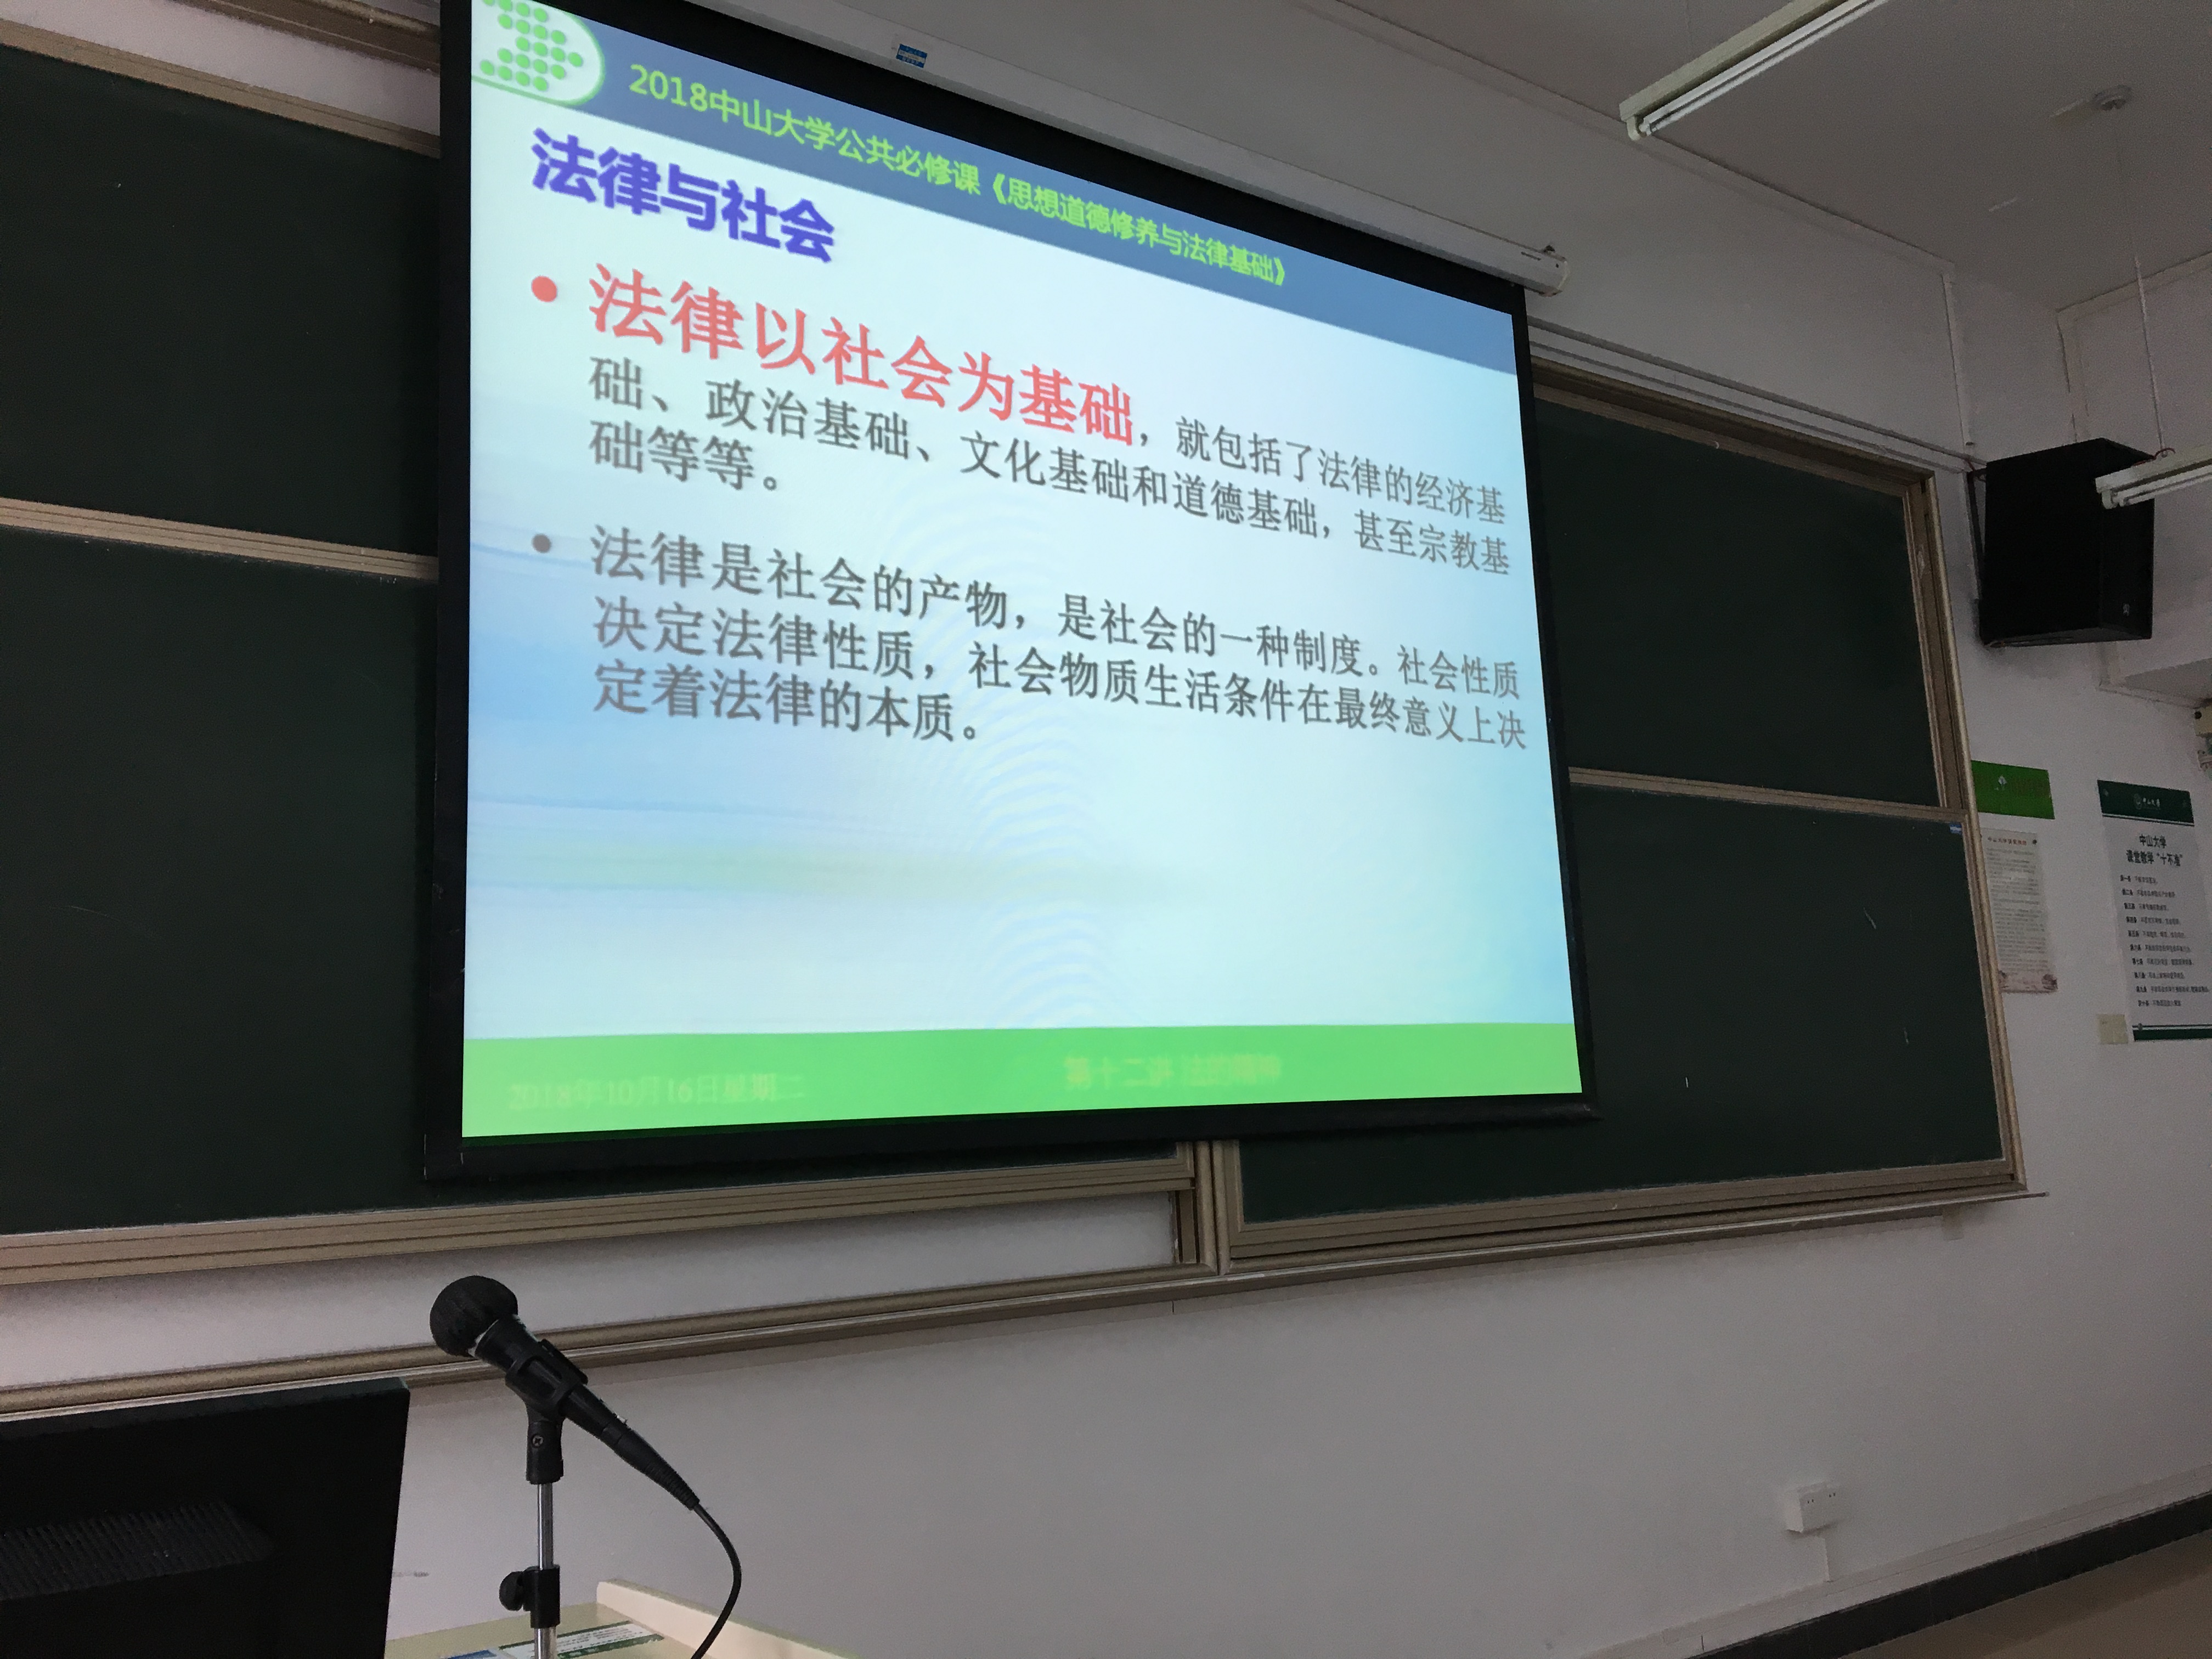 2018中山大学公共必修课《思想道德修养与法律基础》
法律与社会
• 法律以社会为基础，就包括了法律的经济基
础、政治基础、文化基础和道德基础，甚至宗教基
础等等。
• 法律是社会的产物，是社会的一种制度。社会性质
决定法律性质，社会物质生活条件在最终意义上决
定着法律的本质。
2018年10月16日星期二
第十二讲 法的精神
中山大学
中山大学
课堂教学“十不准”